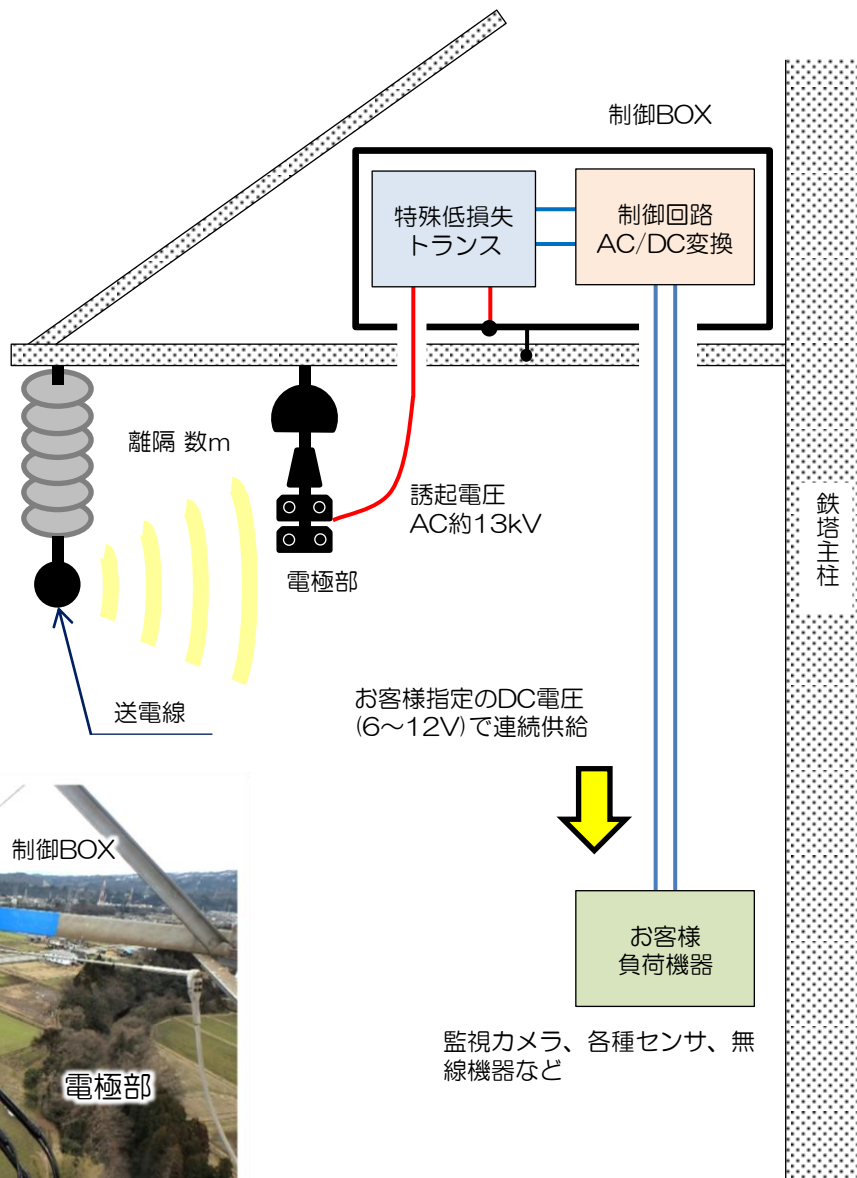 制御BOX
特殊低損失
トランス
制御回路
AC/DC変換
離隔 数m
誘起電圧
AC約13kV
電極部
鉄塔主柱
送電線
お客様指定のDC電圧
(6～12V)で連続供給
制御BOX
電極部
お客様
負荷機器
監視カメラ、各種センサ、無
線機器など